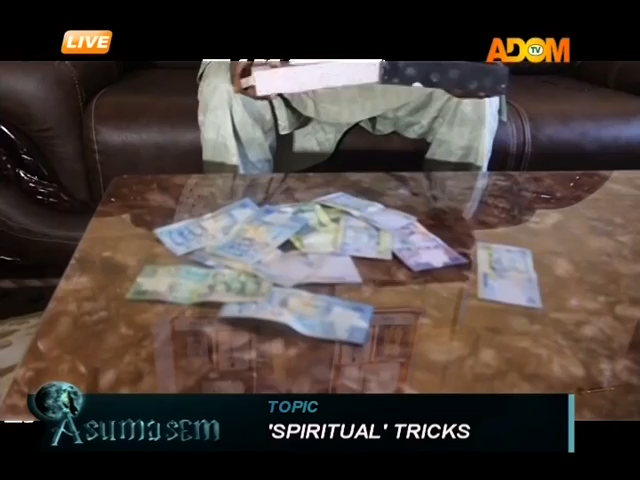 LIVE
ADOM
TV
TOPIC
Asumasem
'SPIRITUAL' TRICKS